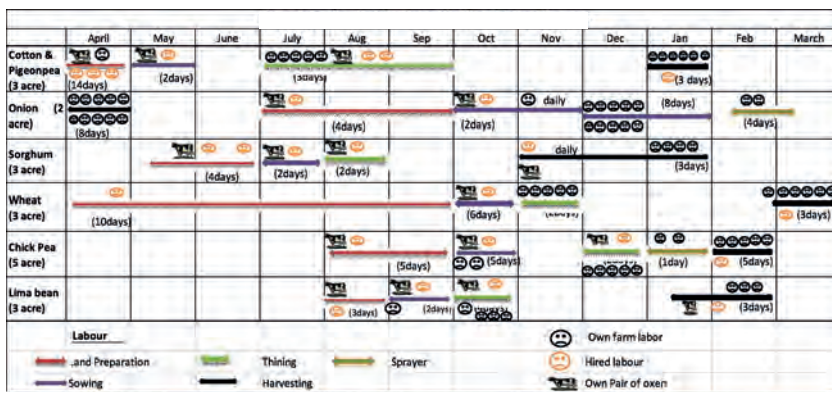 April May June July Aug Sep Oct Nov Dec Jan Feb March
Cotton &
Pigeonpea
(3 acre)
(14days) (2days) (3 days)
Onion (2
acre)
daily (8days)
(8days) (4days) (2days) (4days)
Sorghum
(3 acre)
daily
(4days) (2days) (2days) (3days)
Wheat
(3 acre)
(10days) (6days) (3days)
Chick Pea
(5 acre)
(5days) (5days) (1day) (5days)
Lima bean
(3 acre)
(3days) (2days) (3days)
Labour
Own farm labor
.and Preparation Thining Sprayer Hired labour
Sowing Harvesting Own Pair of oxen